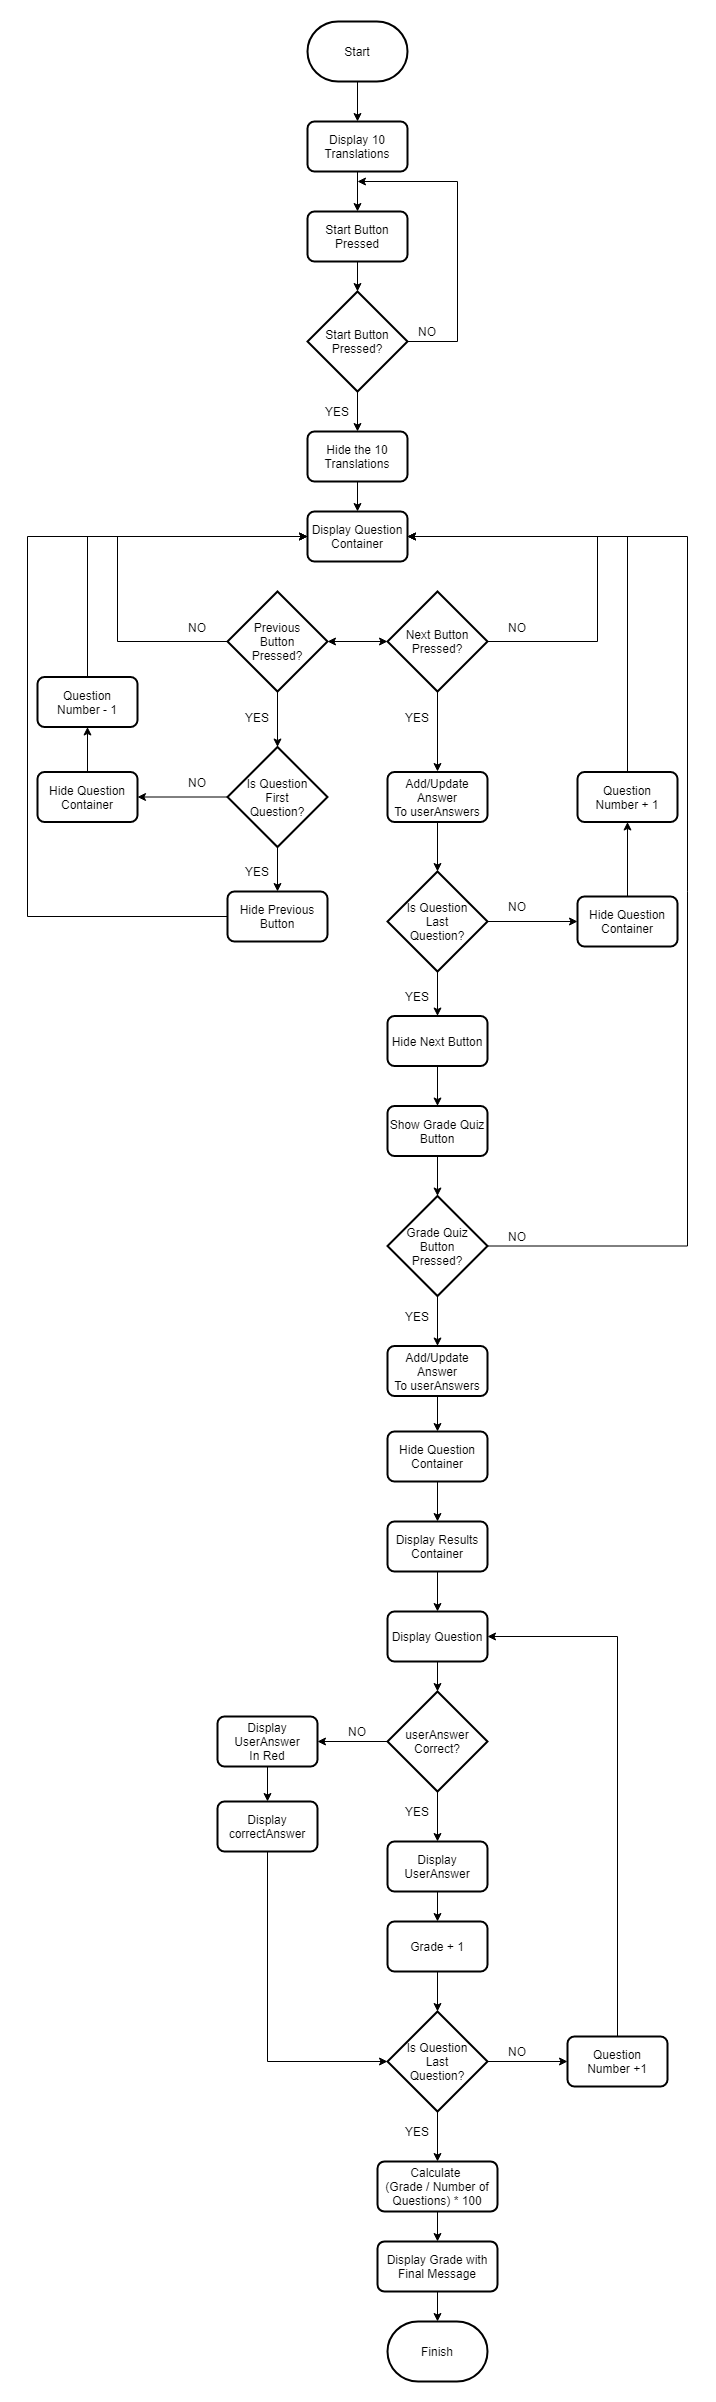 Start
Display 10
Translations
Start Button
Pressed
Start Button
Pressed?
NO
YES
Hide the 10
Translations
Display Question
Container
NO
Previous
Button
Pressed?
Next Button
Pressed?
NO
Question
Number - 1
YES
YES
Hide Question
Container
NO
Is Question
First
Question?
Add/Update
Answer
To userAnswers
Question
Number + 1
YES
Hide Previous
Button
Is Question
Last
Question?
NO
Hide Question
Container
YES
Hide Next Button
Show Grade Quiz
Button
Grade Quiz
Button
Pressed?
NO
YES
Add/Update
Answer
To userAnswers
Hide Question
Container
Display Results
Container
Display Question
Display
UserAnswer
In Red
NO
userAnswer
Correct?
Display
correctAnswer
YES
Display
UserAnswer
Grade + 1
Is Question
Last
Question?
NO
Question
Number +1
YES
Calculate
(Grade / Number of
Questions) * 100
Display Grade with
Final Message
Finish